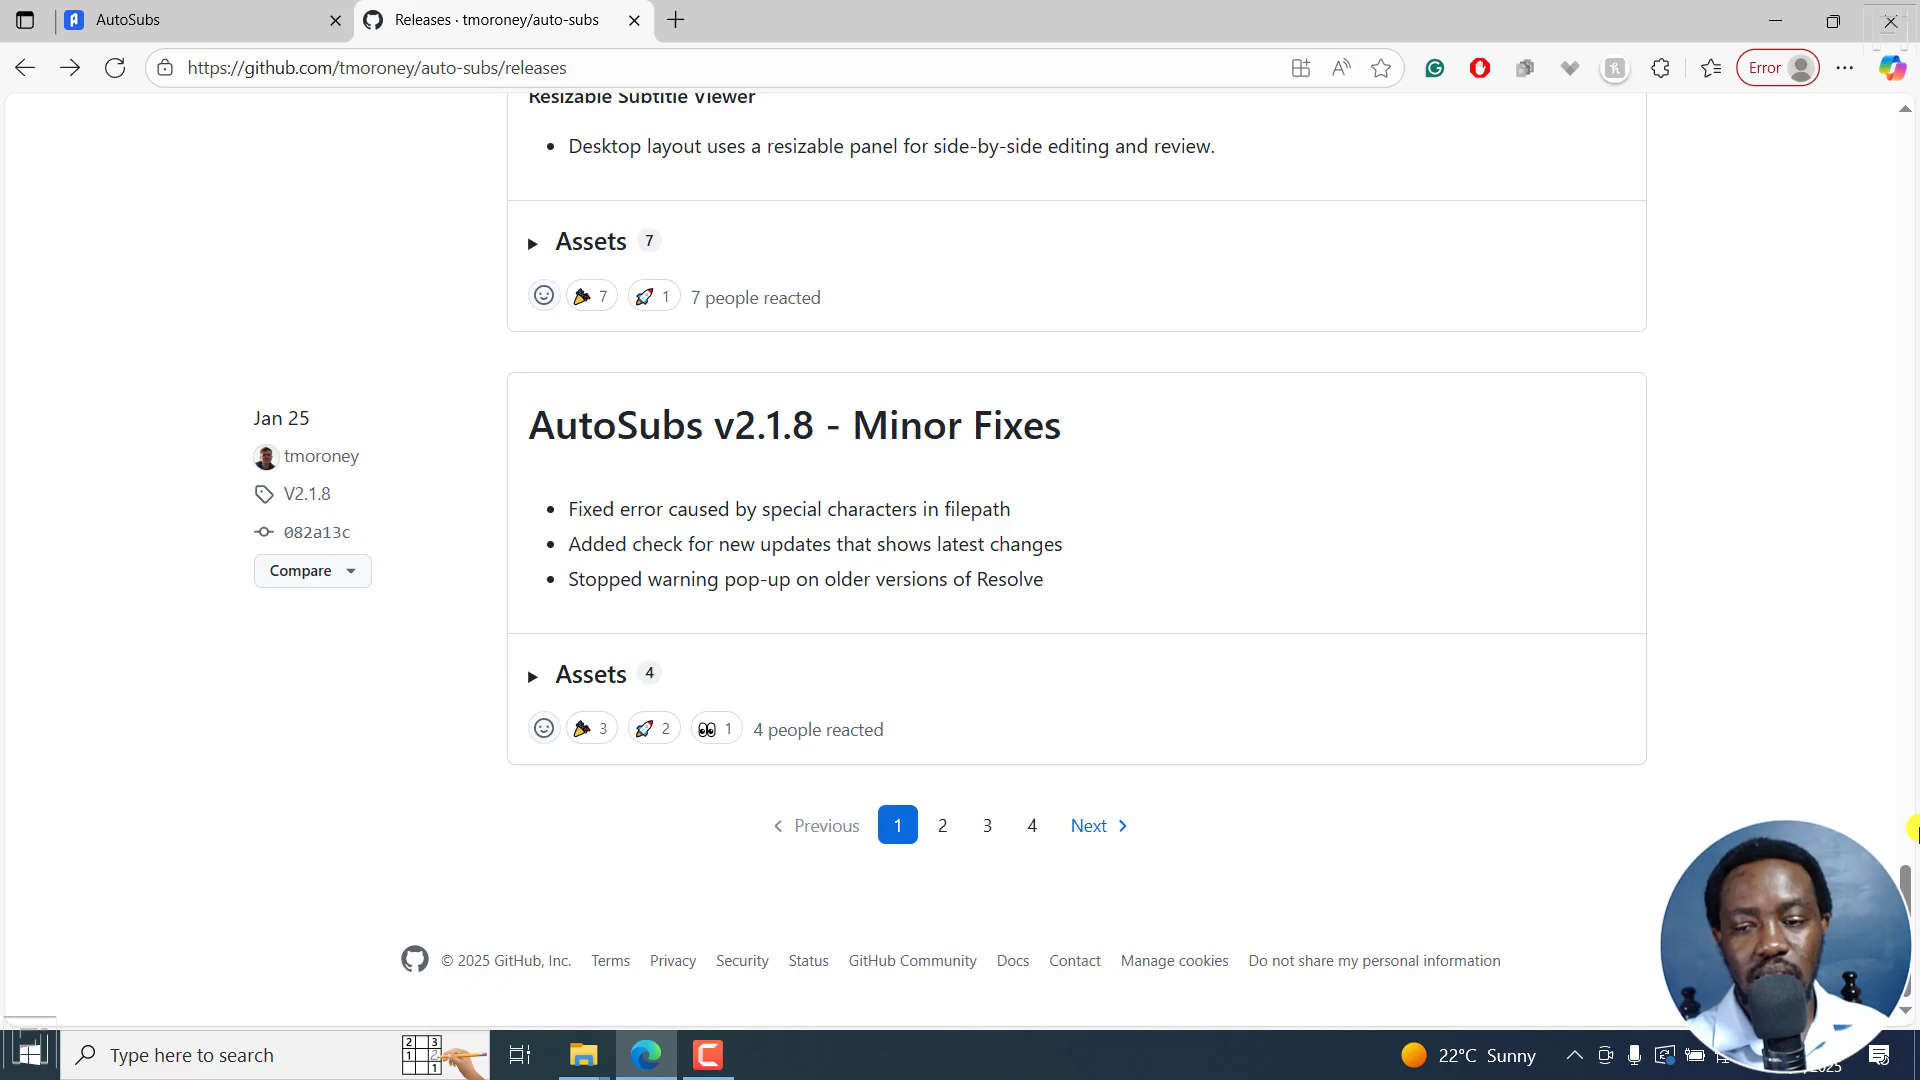 AutoSubs
Releases · tmoroney/auto-subs
https://github.com/tmoroney/auto-subs/releases
Error
Resizable Subtitle Viewer
• Desktop layout uses a resizable panel for side-by-side editing and review.
Assets 7
7 1 7 people reacted
Jan 25
tmoroney
V2.1.8
082a13c
Compare
AutoSubs v2.1.8 - Minor Fixes
• Fixed error caused by special characters in filepath
• Added check for new updates that shows latest changes
• Stopped warning pop-up on older versions of Resolve
Assets 4
3 2 1 4 people reacted
Previous 1 2 3 4 Next
© 2025 GitHub, Inc. Terms Privacy Security Status GitHub Community Docs Contact Manage cookies Do not share my personal information
Type here to search
22°C Sunny